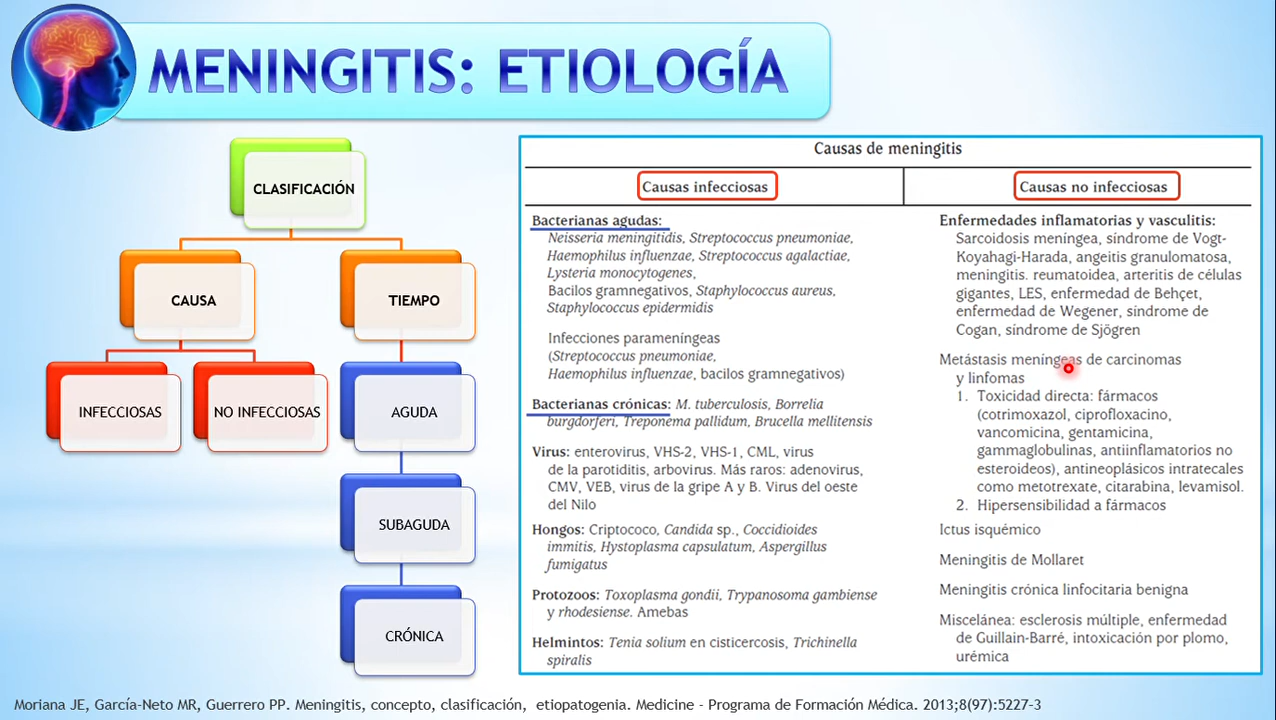 MENINGITIS: ETIOLOGÍA
CLASIFICACIÓN
CAUSA
TIEMPO
INFECCIOSAS
NO INFECCIOSAS
AGUDA
SUBAGUDA
CRÓNICA
Causas de meningitis
Causas infecciosas
Bacterianas agudas:
Neisseria meningitidis, Streptococcus pneumoniae,
Haemophilus influenzae, Streptococcus agalactiae,
Lysteria monocytogenes,
Bacilos gramnegativos, Staphylococcus aureus,
Staphylococcus epidermidis
Infecciones parameníngeas
(Streptococcus pneumoniae,
Haemophilus influenzae, bacilos gramnegativos)
Bacterianas crónicas: M. tuberculosis, Borrelia
burgdorferi, Treponema pallidum, Brucella mellitensis
Virus: enterovirus, VHS-2, VHS-1, CML, virus
de la parotiditis, arbovirus. Más raros: adenovirus,
CMV, VEB, virus de la gripe A y B. Virus del oeste
del Nilo
Hongos: Criptococo, Candida sp., Coccidioides
immitis, Hystoplasma capsulatum, Aspergillus
fumigatus
Protozoos: Toxoplasma gondii, Trypanosoma gambiense
y rhodesiense. Amebas
Helmintos: Tenia solium en cisticercosis, Trichinella
spiralis
Causas no infecciosas
Enfermedades inflamatorias y vasculitis:
Sarcoidosis meníngea, síndrome de Vogt-
Koyahagi-Harada, angeitis granulomatosa,
meningitis. reumatoidea, arteritis de células
gigantes, LES, enfermedad de Behçet,
enfermedad de Wegener, síndrome de
Cogan, síndrome de Sjögren
Metástasis meníngeas de carcinomas
y linfomas
1. Toxicidad directa: fármacos
(cotrimoxazol, ciprofloxacino,
vancomicina, gentamicina,
gammaglobulinas, antiinflamatorios no
esteroideos), antineoplásicos intratecales
como metotrexate, citarabina, levamisol.
2. Hipersensibilidad a fármacos
Ictus isquémico
Meningitis de Mollaret
Meningitis crónica linfocitaria benigna
Miscelánea: esclerosis múltiple, enfermedad
de Guillain-Barré, intoxicación por plomo,
urémica
Moriana JE, García-Neto MR, Guerrero PP. Meningitis, concepto, clasificación, etiopatogenia. Medicine - Programa de Formación Médica. 2013;8(97):5227-3